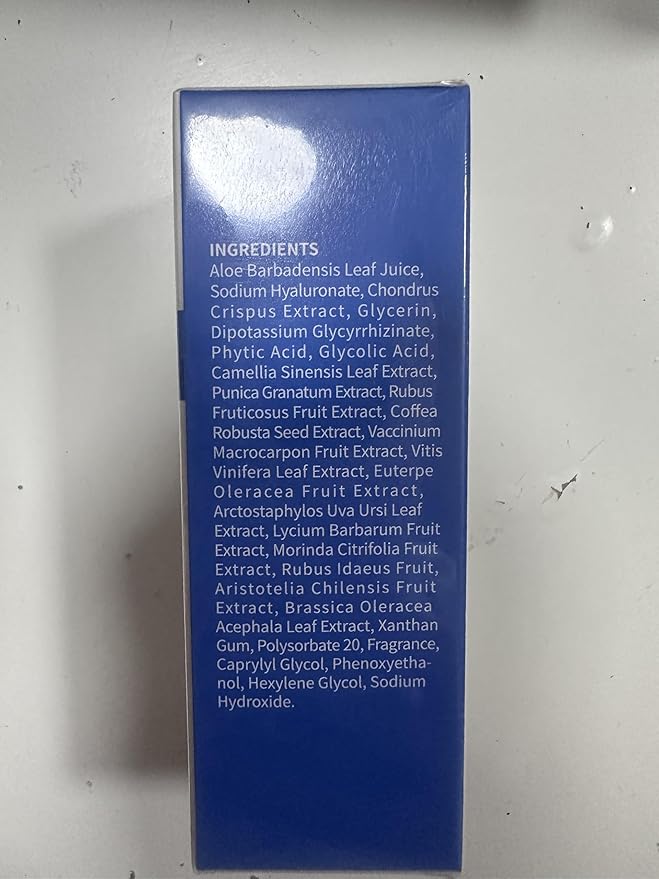 INGREDIENTS
Aloe Barbadensis Leaf Juice,
Sodium Hyaluronate, Chondrus
Crispus Extract, Glycerin,
Dipotassium Glycyrrhizinate,
Phytic Acid, Glycolic Acid,
Camellia Sinensis Leaf Extract,
Punica Granatum Extract, Rubus
Fruticosus Fruit Extract, Coffea
Robusta Seed Extract, Vaccinium
Macrocarpon Fruit Extract, Vitis
Vinifera Leaf Extract, Euterpe
Oleracea Fruit Extract,
Arctostaphylos Uva Ursi Leaf
Extract, Lycium Barbarum Fruit
Extract, Morinda Citrifolia Fruit
Extract, Rubus Idaeus Fruit,
Aristotelia Chilensis Fruit
Extract, Brassica Oleracea
Acephala Leaf Extract, Xanthan
Gum, Polysorbate 20, Fragrance,
Caprylyl Glycol, Phenoxyetha-
nol, Hexylene Glycol, Sodium
Hydroxide.